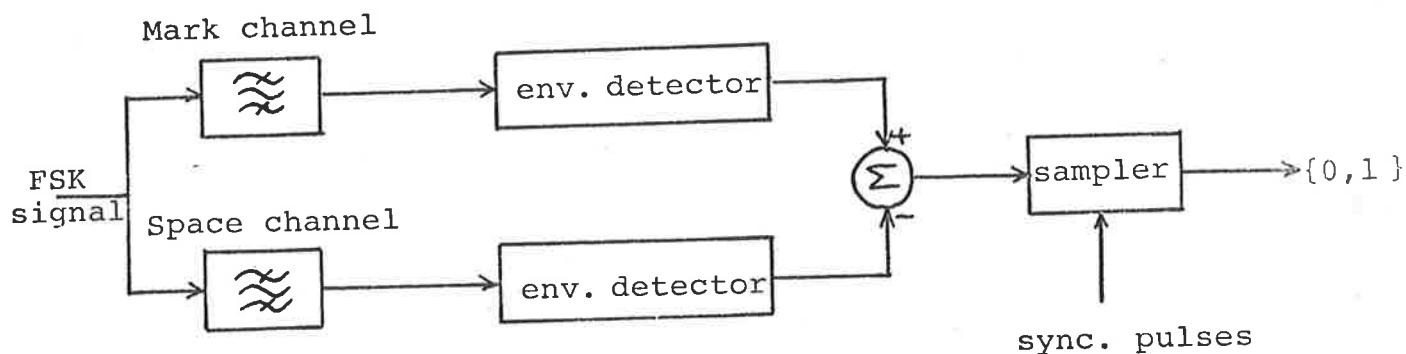 Mark channel
env. detector
+
FSK
signal
Σ
sampler
{0,1}
-
Space channel
env. detector
sync. pulses